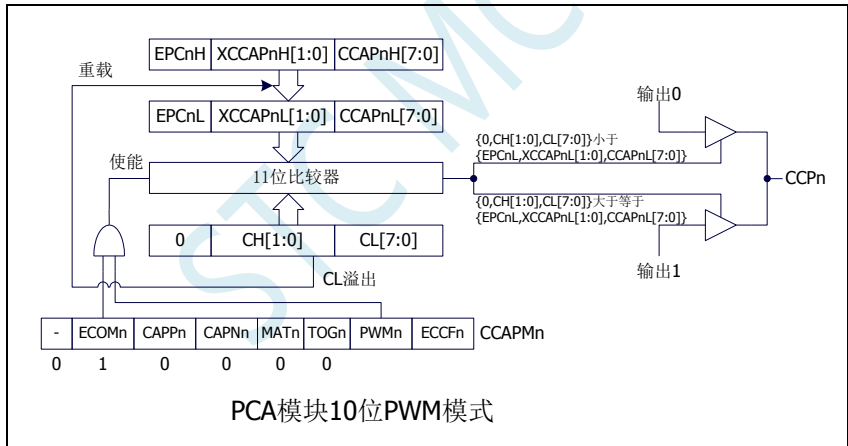 EPCnH XCCAPnH[1:0] CCAPnH[7:0]
重载
EPCnL XCCAPnL[1:0] CCAPnL[7:0]
输出0
使能
11位比较器
{0,CH[1:0],CL[7:0]}小于
{EPCnL,XCCAPnL[1:0],CCAPnL[7:0]}
CCPn
{0,CH[1:0],CL[7:0]}大于等于
{EPCnL,XCCAPnL[1:0],CCAPnL[7:0]}
0 CH[1:0] CL[7:0]
输出1
CL溢出
- ECOMn CAPPn CAPNn MATn TOGn PWMn ECCFn CCAPMn
0 1 0 0 0 0
PCA模块10位PWM模式
STC MC